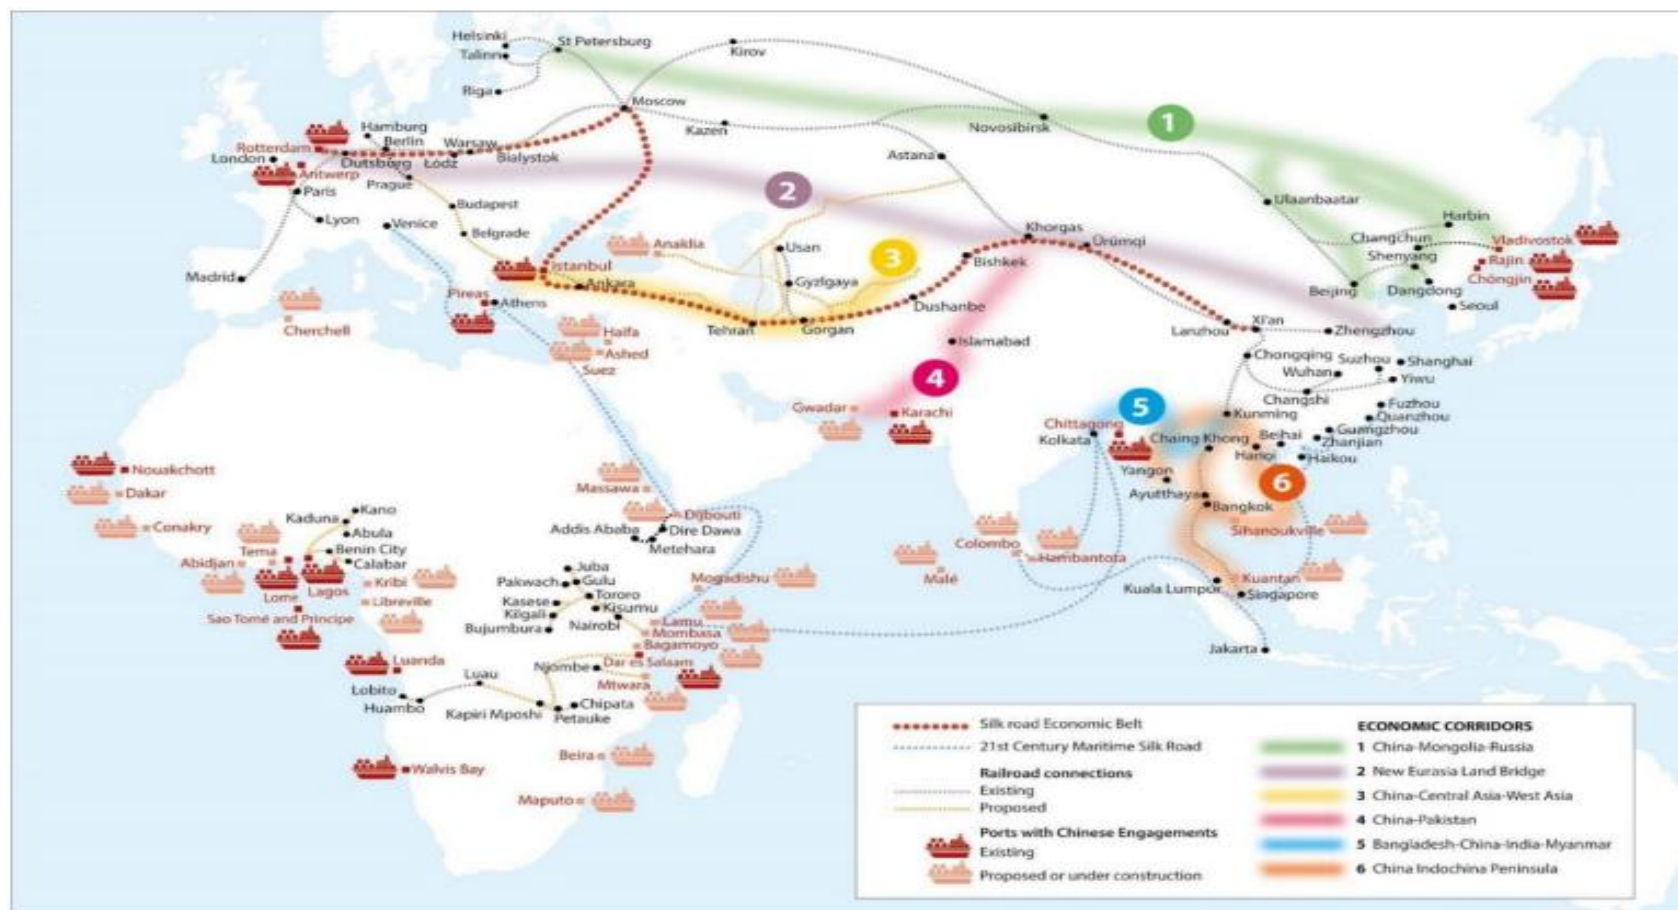 Helsinki
St Petersburg
Talinn
Kirov
Riga
Moscow
Kazen
Novosibirsk
1
Hamburg
Berlin
Rotterdam
Warsaw
London
Dutsborg
Łódź
Bialystok
Astana
Antwerp
Prague
Paris
2
Ulaanbaatar
Budapest
Lyon
Venice
Belgrade
Harbin
Khorgas
Ürümqi
Changchun
Vladivostok
Anaklia
Usan
3
Shenyang
Rajin
Bishkek
Chongjin
Istanbul
Madrid
Ankara
Gyzlgaya
Beijing
Dangdong
Pireas
Athens
Dushanbe
Seoul
Cherchell
Haifa
Tehran
Gorgan
Lanzhou
Xi'an
Zhengzhou
Ashed
Islamabad
Suez
Chongqing
Suzhou
Shanghai
Wuhan
Yiwu
4
Changshi
Gwadar
Karachi
5
Kunming
Fuzhou
Quanzhou
Chittagong
Guangzhou
Kolkata
Chaing Khong
Beihai
Zhanjian
Hanoi
Haikou
Nouakchott
Yangon
6
Massawa
Dakar
Ayutthaya
Bangkok
Kano
Kaduna
Djibouti
Conakry
Abula
Addis Ababa
Dire Dawa
Sihanoukville
Metehara
Colombo
Hambantota
Tema
Benin City
Abidjan
Calabar
Juba
Malé
Pakwach
Gulu
Mogadishu
Kribi
Kuala Lumpur
Kuantan
Lome
Lagos
Tororo
Singapore
Libreville
Kasese
Kisumu
Sao Tomé and Principe
Kilgali
Nairobi
Lamu
Bujumbura
Mombasa
Bagamoyo
Jakarta
Luanda
Njombe
Dar es Salaam
Luau
Mtwara
Lobito
Huambo
Kapiri Mposhi
Chipata
Petauke
Beira
Walvis Bay
Maputo
Silk road Economic Belt
21st Century Maritime Silk Road
Railroad connections
Existing
Proposed
Ports with Chinese Engagements
Existing
Proposed or under construction
ECONOMIC CORRIDORS
1 China-Mongolia-Russia
2 New Eurasia Land Bridge
3 China-Central Asia-West Asia
4 China-Pakistan
5 Bangladesh-China-India-Myanmar
6 China Indochina Peninsula